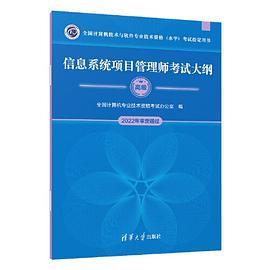 全国计算机技术与软件专业技术资格（水平）考试指定用书
信息系统项目管理师考试大纲
高级
全国计算机专业技术资格考试办公室 编
2022年审定通过
清华大学出版社